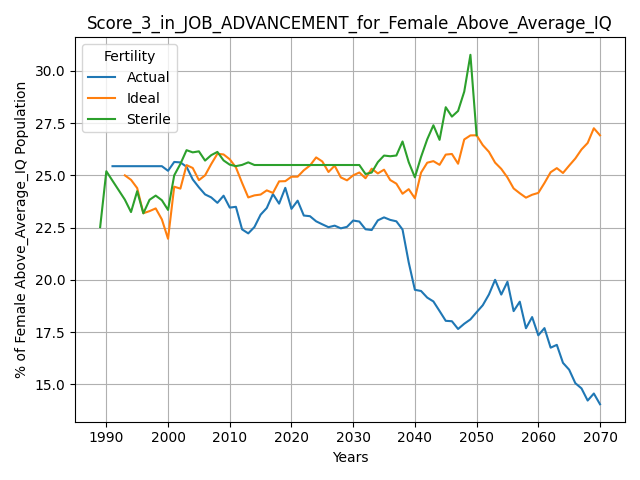 Score_3_in_JOB_ADVANCEMENT_for_Female_Above_Average_IQ
Fertility
Actual
Ideal
Sterile
% of Female Above_Average_IQ Population
30.0
27.5
25.0
22.5
20.0
17.5
15.0
1990 2000 2010 2020 2030 2040 2050 2060 2070
Years